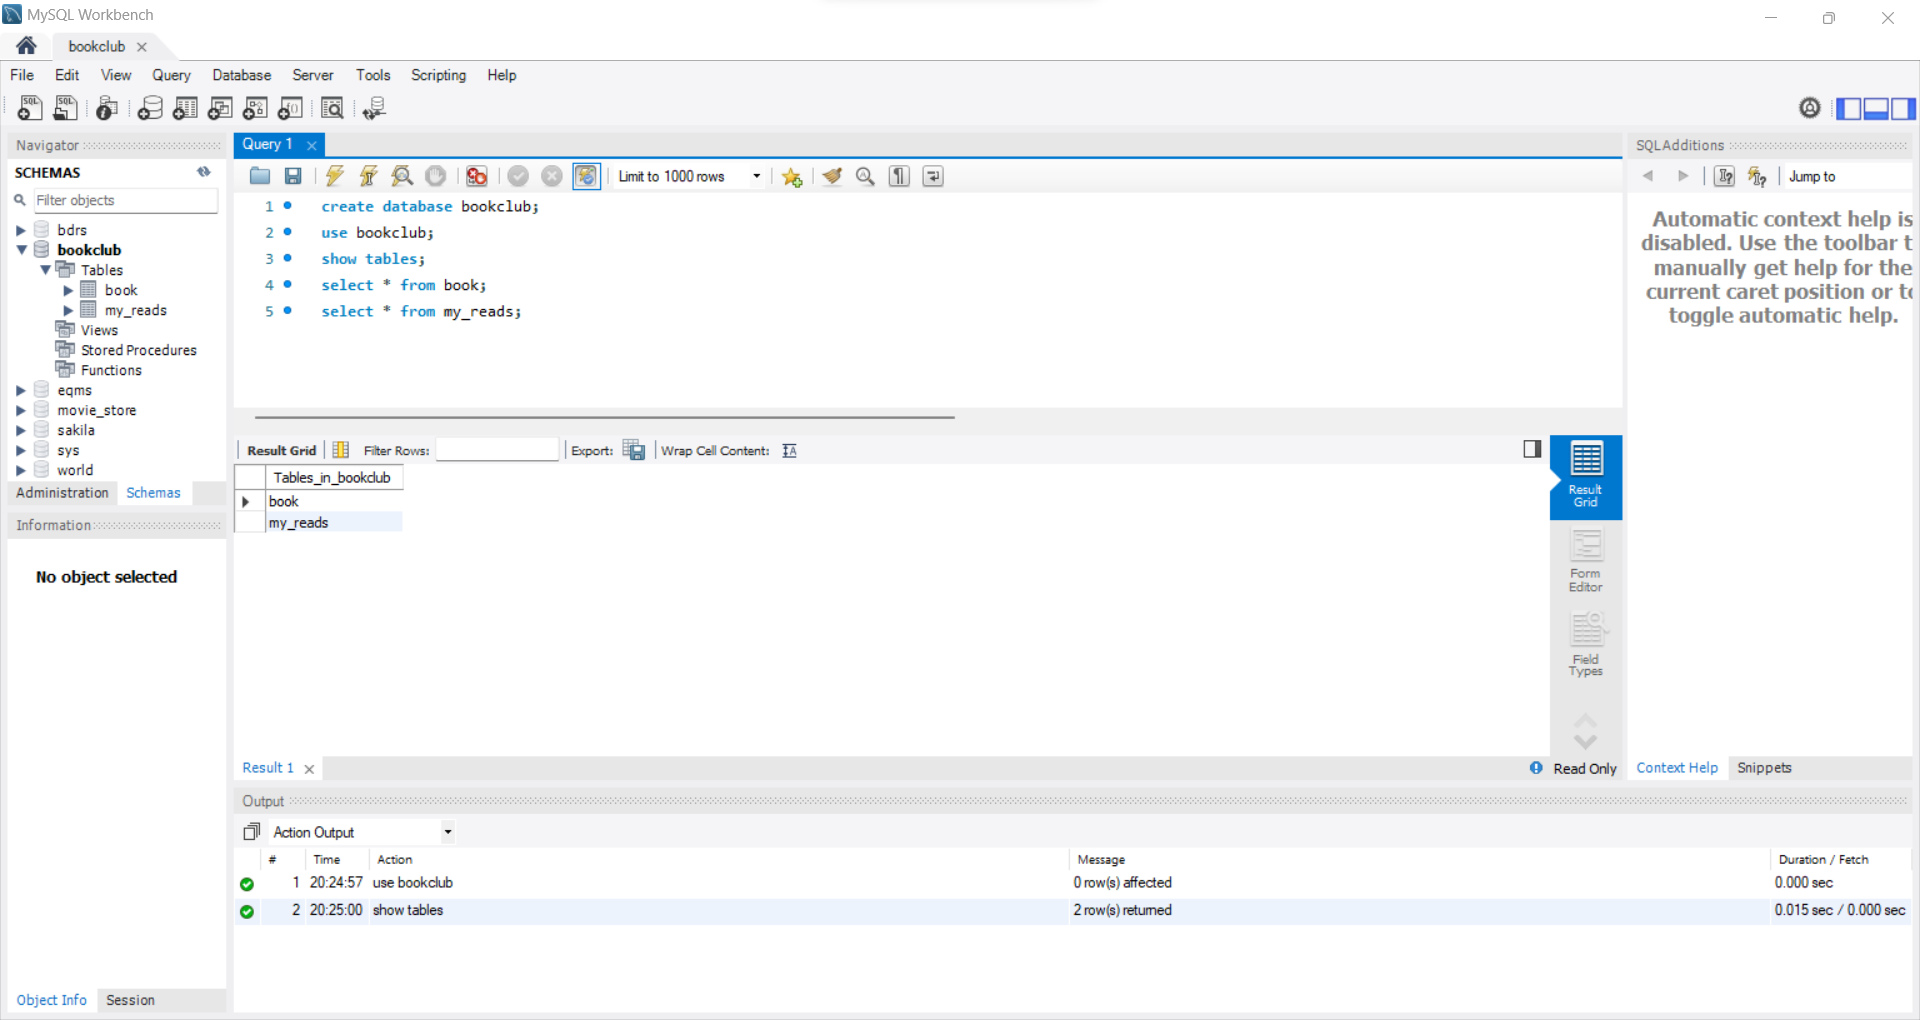 MySQL Workbench
bookclub
File Edit View Query Database Server Tools Scripting Help
Navigator
SCHEMAS
Filter objects
bdrs
bookclub
Tables
book
my_reads
Views
Stored Procedures
Functions
eqms
movie_store
sakila
sys
world
Administration Schemas
Information
No object selected
Object Info Session
Query 1
Limit to 1000 rows
1 create database bookclub;
2 use bookclub;
3 show tables;
4 select * from book;
5 select * from my_reads;
Result Grid Filter Rows: Export: Wrap Cell Content:
Tables_in_bookclub
book
my_reads
Result
Grid
Form
Editor
Field
Types
Result 1 Read Only
SQLAdditions
Jump to
Automatic context help is
disabled. Use the toolbar t
manually get help for the
current caret position or to
toggle automatic help.
Context Help Snippets
Output
Action Output
# Time Action Message Duration / Fetch
1 20:24:57 use bookclub 0 row(s) affected 0.000 sec
2 20:25:00 show tables 2 row(s) returned 0.015 sec / 0.000 sec